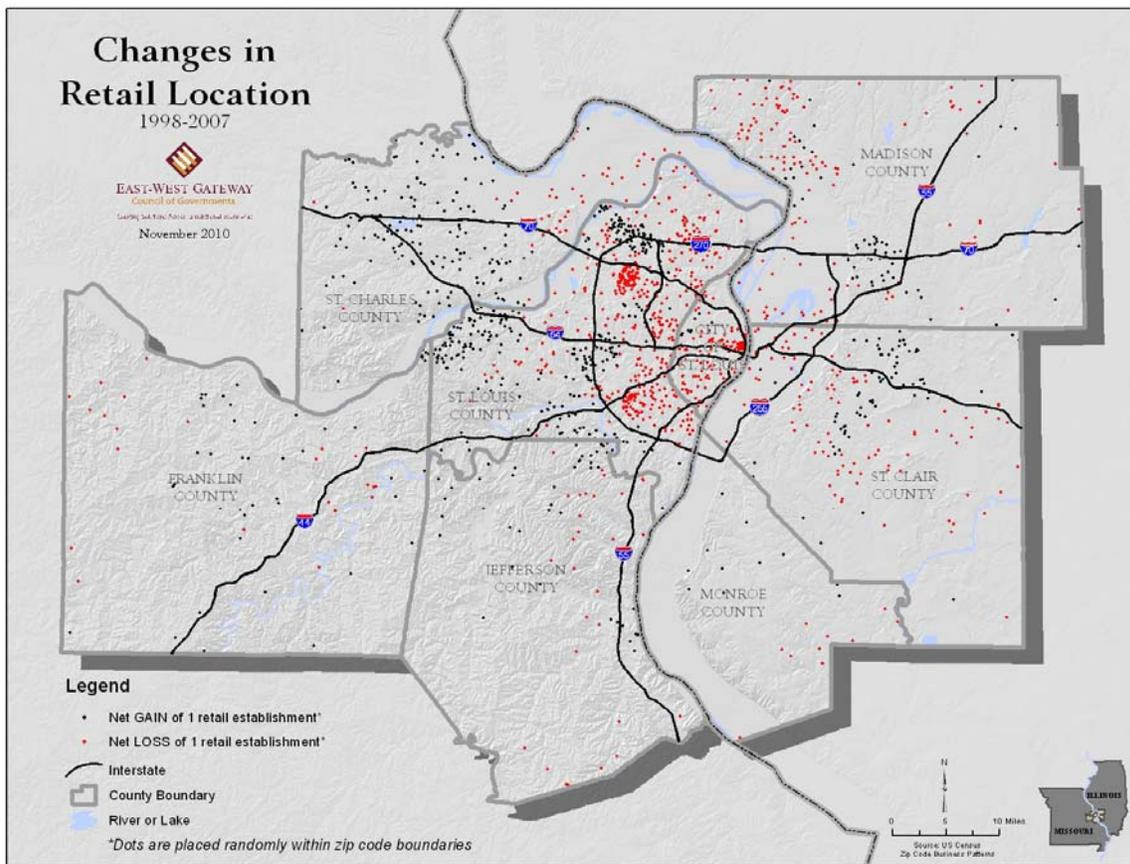 Changes in
Retail Location
1998-2007
EAST-WEST GATEWAY
Council of Governments
November 2010
MADISON
COUNTY
55
70
270
70
ST. CHARLES
COUNTY
64
CITY
ST. LOUIS
ST. LOUIS
COUNTY
255
FRANKLIN
COUNTY
ST. CLAIR
COUNTY
44
55
JEFFERSON
COUNTY
MONROE
COUNTY
Legend
Net GAIN of 1 retail establishment*
Net LOSS of 1 retail establishment*
Interstate
County Boundary
River or Lake
*Dots are placed randomly within zip code boundaries
N
0 5 10 Miles
Source: US Census
Zip Code Business Patterns
ILLINOIS
MISSOURI